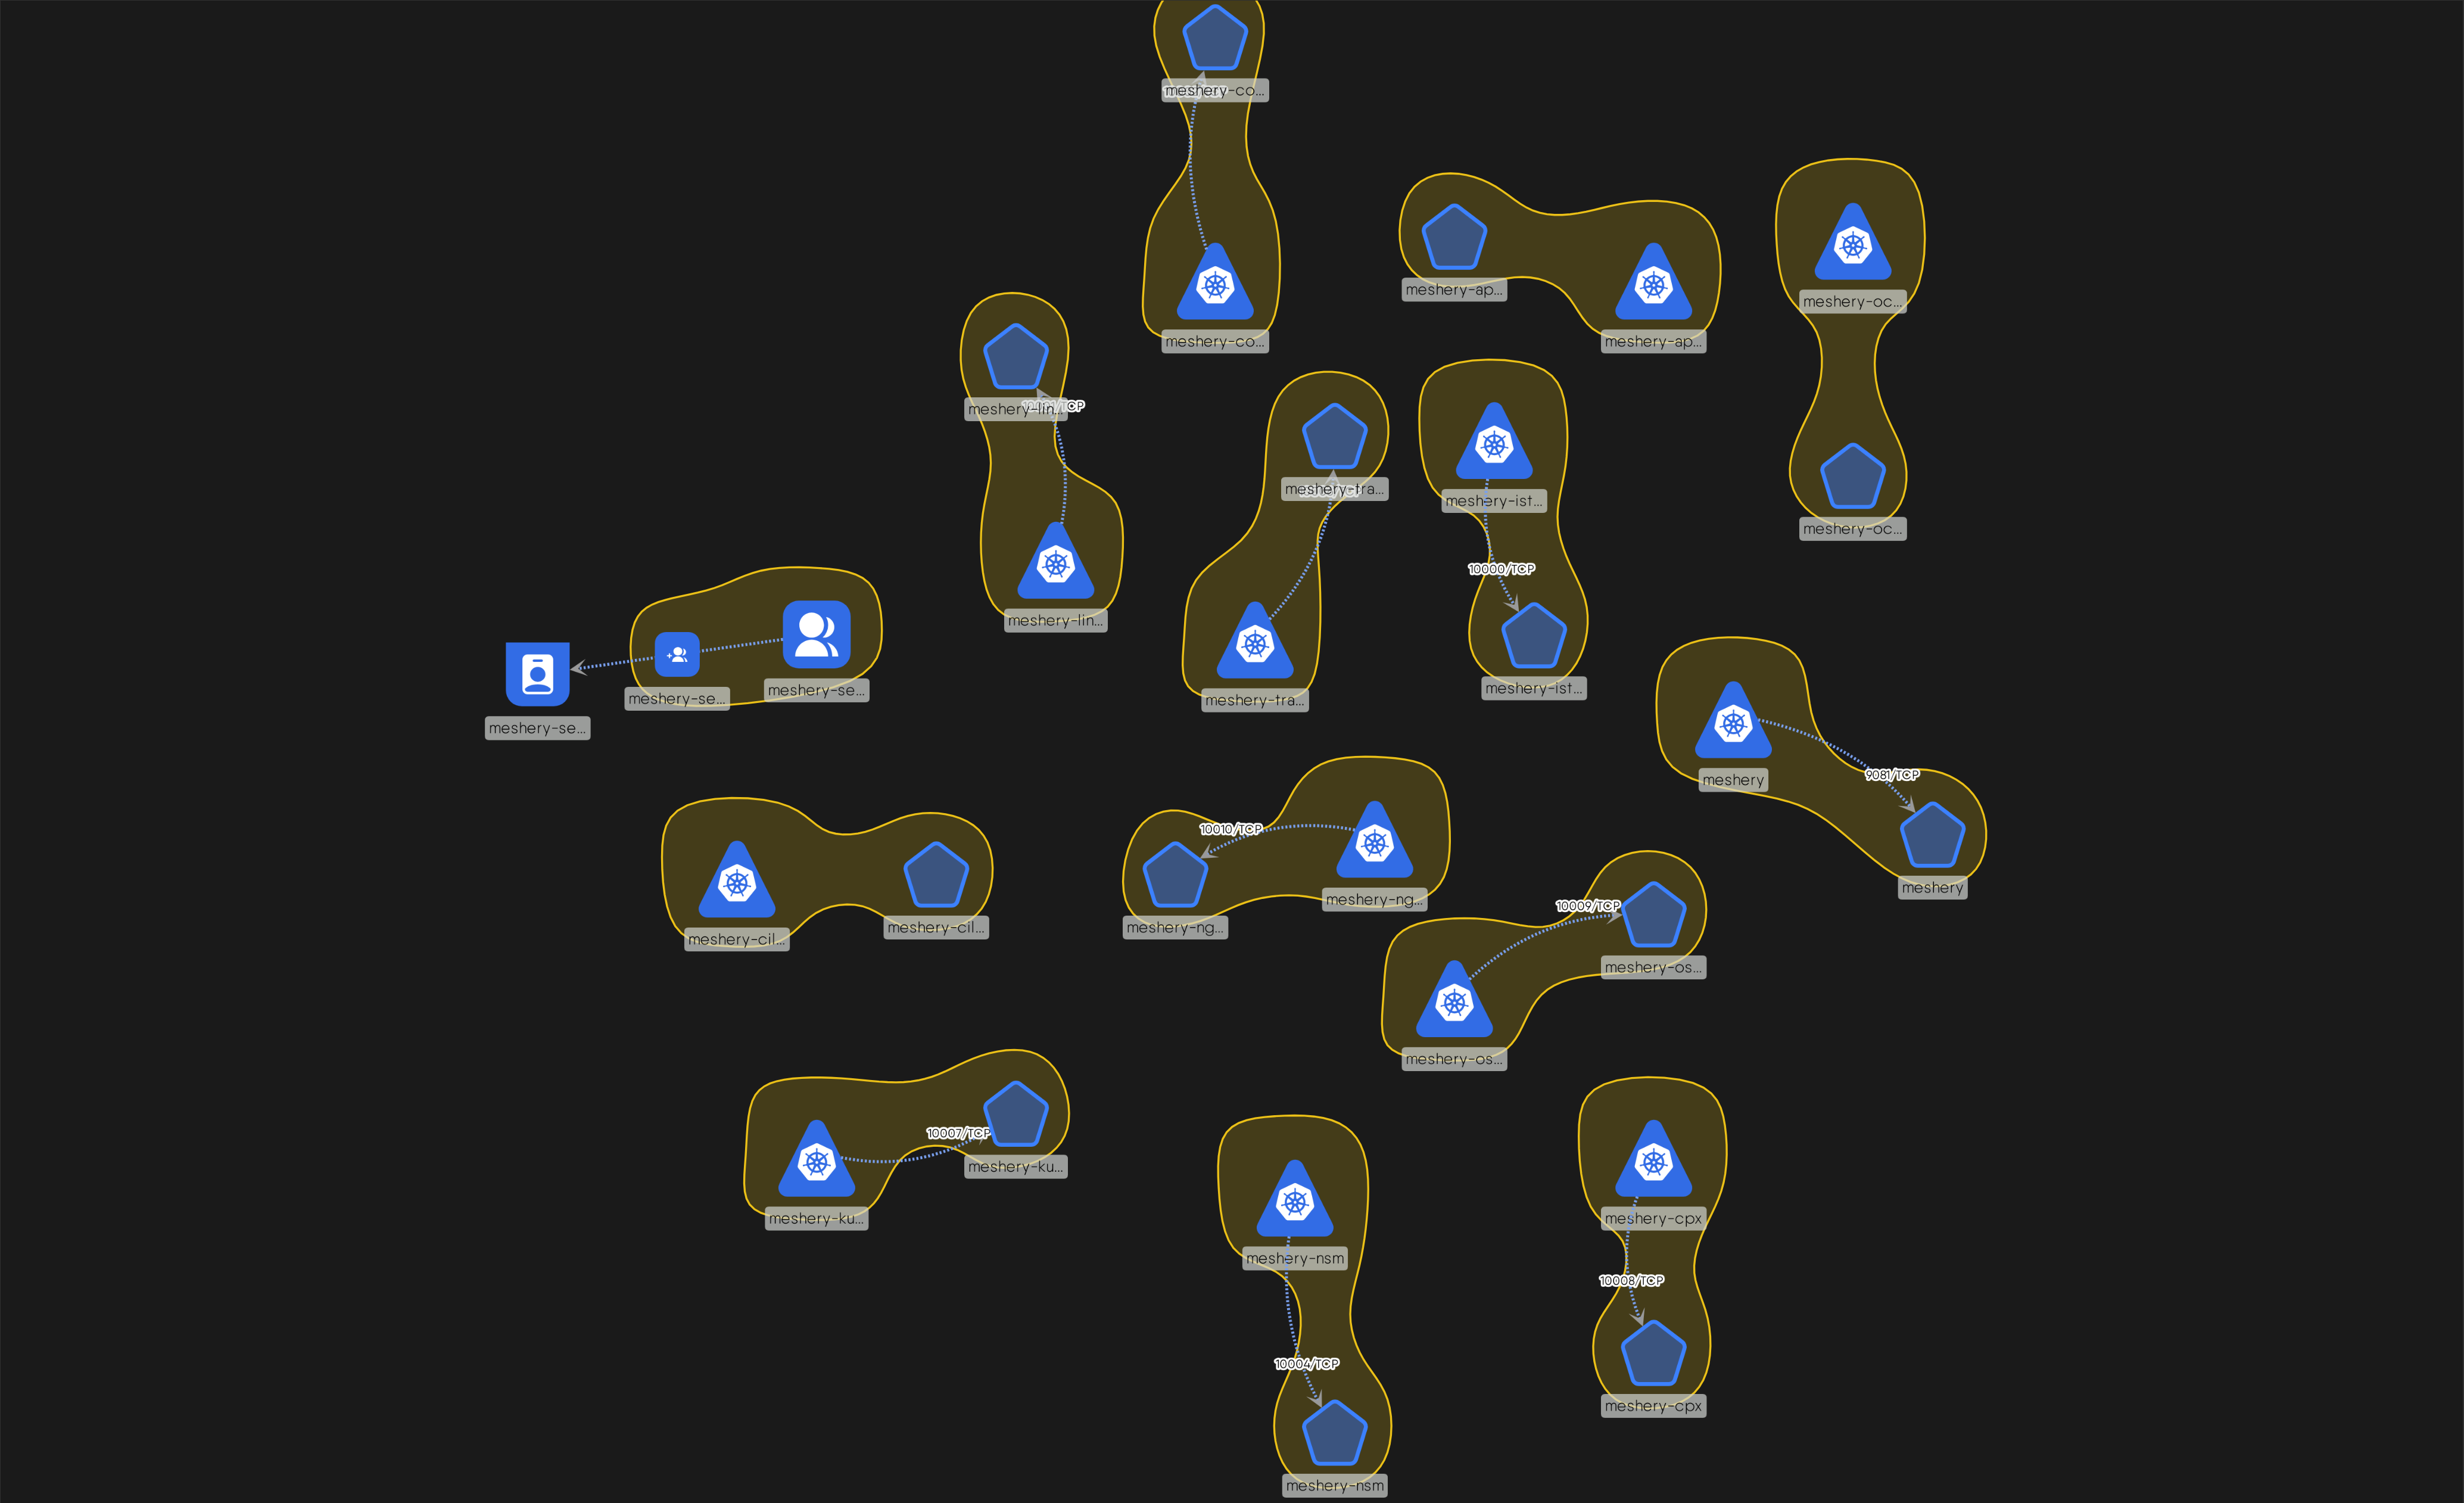 meshery-co...
meshery-co...
meshery-ap...
meshery-ap...
meshery-oc...
meshery-oc...
meshery-lin...
meshery-lin...
meshery-tra...
meshery-tra...
meshery-ist...
10000/TCP
meshery-ist...
meshery-se...
meshery-se...
meshery-se...
meshery
9081/TCP
meshery
meshery-cil...
meshery-cil...
10010/TCP
meshery-ng...
meshery-ng...
10009/TCP
meshery-os...
meshery-os...
10007/TCP
meshery-ku...
meshery-ku...
meshery-nsm
10004/TCP
meshery-nsm
meshery-cpx
10008/TCP
meshery-cpx